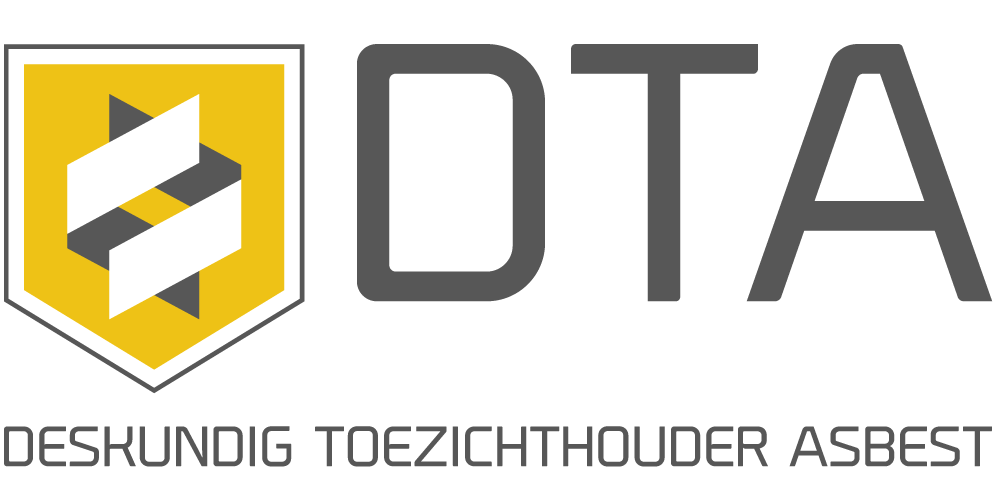 DTA
DESKUNDIG TOEZICHTHOUDER ASBEST